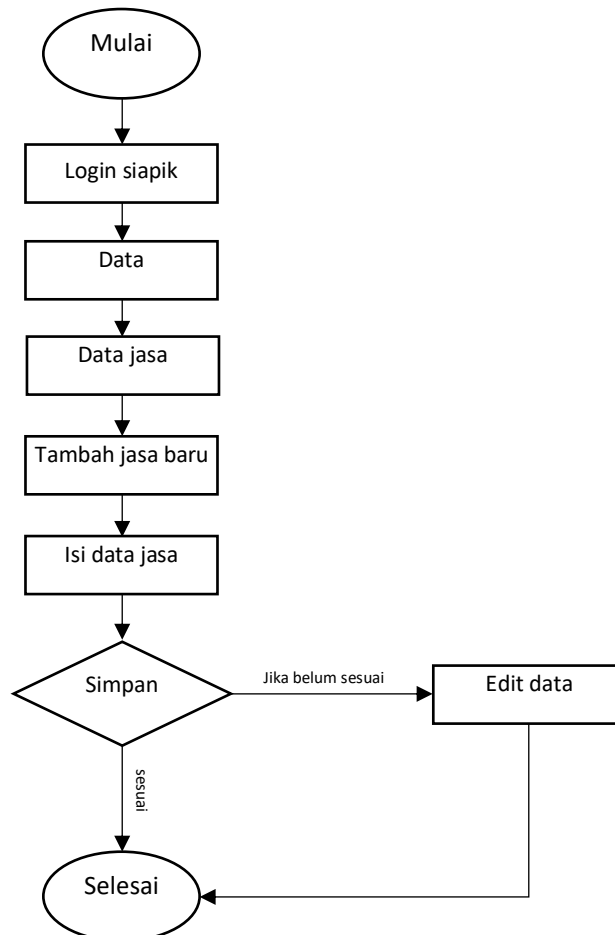 Mulai
Login siapik
Data
Data jasa
Tambah jasa baru
Isi data jasa
Simpan
Jika belum sesuai
Edit data
sesuai
Selesai